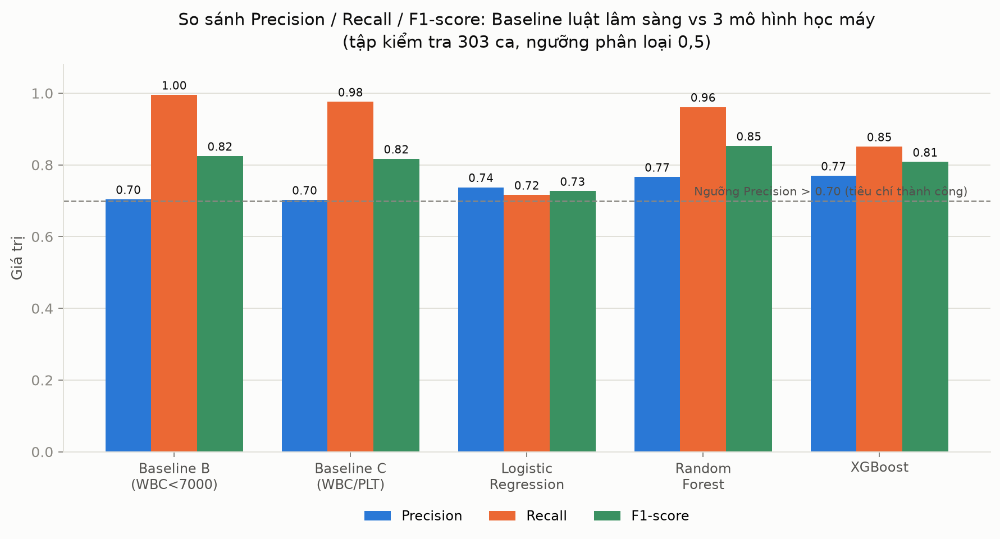 So sánh Precision / Recall / F1-score: Baseline luật lâm sàng vs 3 mô hình học máy
(tập kiểm tra 303 ca, ngưỡng phân loại 0,5)
Giá trị
1.0
0.8
0.6
0.4
0.2
0.0
0.70
1.00
0.82
0.70
0.98
0.82
0.74
0.72
0.73
0.77
0.96
0.85
0.77
0.85
0.81
Ngưỡng Precision > 0.70 (tiêu chí thành công)
Baseline B
(WBC<7000)
Baseline C
(WBC/PLT)
Logistic
Regression
Random
Forest
XGBoost
Precision
Recall
F1-score